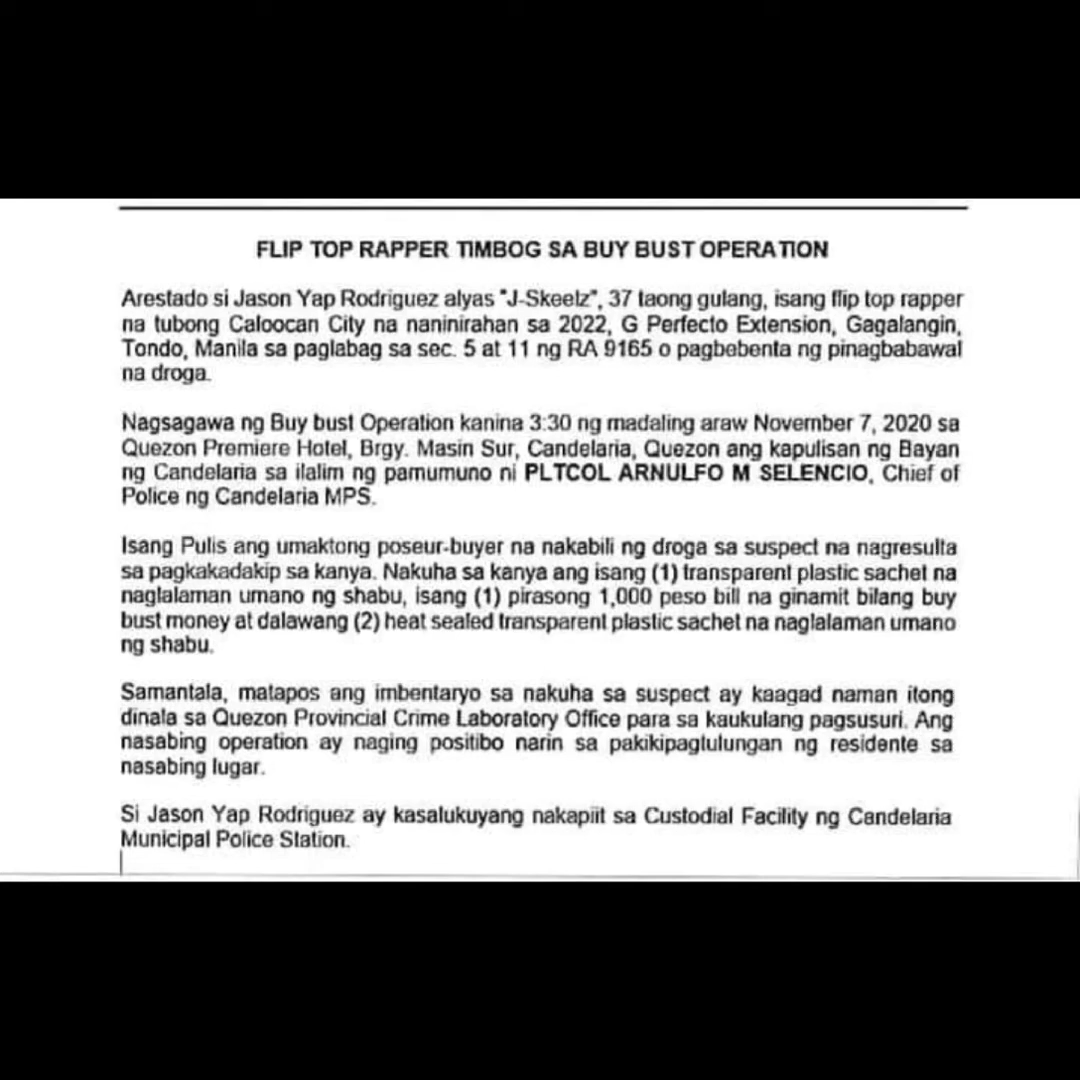 FLIP TOP RAPPER TIMBOG SA BUY BUST OPERATION
Arestado si Jason Yap Rodriguez alyas "J-Skeelz", 37 taong gulang, isang flip top rapper
na tubong Caloocan City na naninirahan sa 2022, G Perfecto Extension, Gagalangin,
Tondo, Manila sa paglabag sa sec. 5 at 11 ng RA 9165 o pagbebenta ng pinagbabawal
na droga.
Nagsagawa ng Buy bust Operation kanina 3:30 ng madaling araw November 7, 2020 sa
Quezon Premiere Hotel, Brgy. Masin Sur, Candelaria, Quezon ang kapulisan ng Bayan
ng Candelaria sa ilalim ng pamumuno ni PLTCOL ARNULFO M SELENCIO, Chief of
Police ng Candelaria MPS.
Isang Pulis ang umaktong poseur-buyer na nakabili ng droga sa suspect na nagresulta
sa pagkakadakip sa kanya. Nakuha sa kanya ang isang (1) transparent plastic sachet na
naglalaman umano ng shabu, isang (1) pirasong 1,000 peso bill na ginamit bilang buy
bust money at dalawang (2) heat sealed transparent plastic sachet na naglalaman umano
ng shabu.
Samantala, matapos ang imbentaryo sa nakuha sa suspect ay kaagad naman itong
dinala sa Quezon Provincial Crime Laboratory Office para sa kaukulang pagsusuri. Ang
nasabing operation ay naging positibo narin sa pakikipagtulungan ng residente sa
nasabing lugar.
Si Jason Yap Rodriguez ay kasalukuyang nakapiit sa Custodial Facility ng Candelaria
Municipal Police Station.